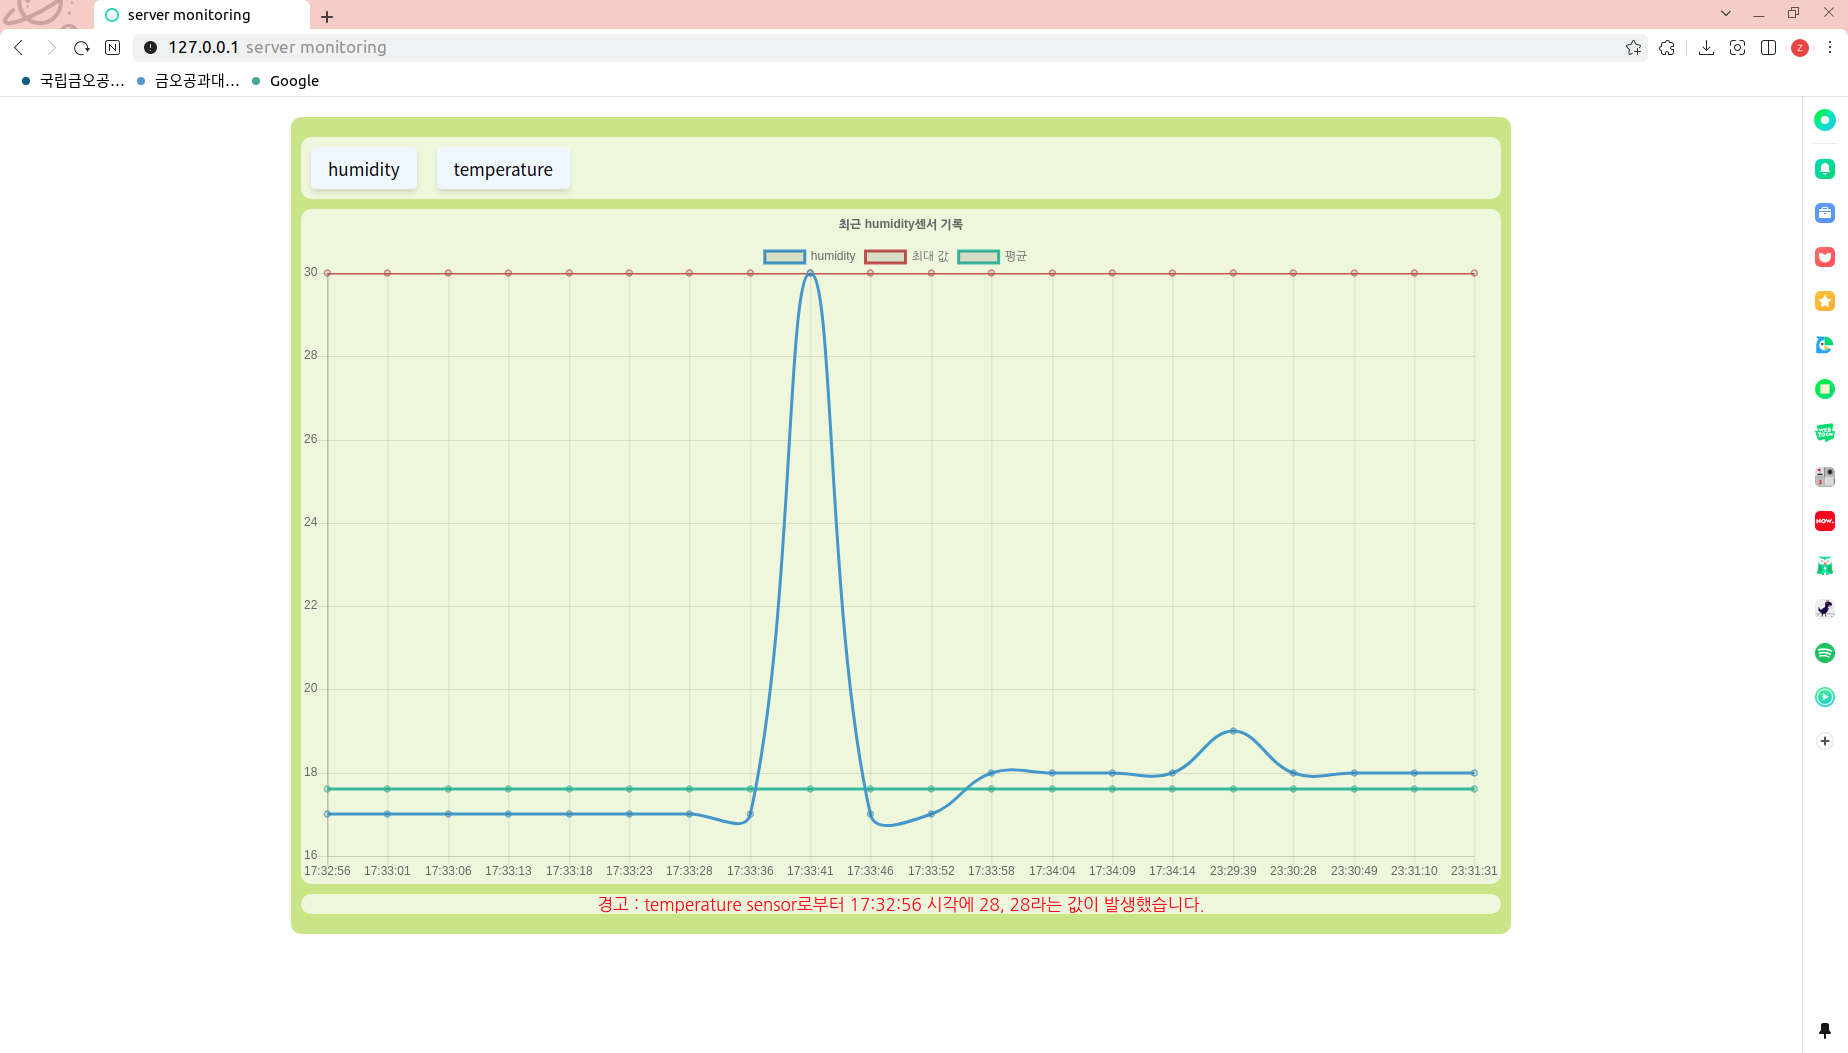 server monitoring
127.0.0.1 server monitoring
국립금오공... 금오공과대... Google
humidity temperature
최근 humidity센서 기록
humidity 최대 값 평균
30
28
26
24
22
20
18
16
17:32:56 17:33:01 17:33:06 17:33:13 17:33:18 17:33:23 17:33:28 17:33:36 17:33:41 17:33:46 17:33:52 17:33:58 17:34:04 17:34:09 17:34:14 23:29:39 23:30:28 23:30:49 23:31:10 23:31:31
경고 : temperature sensor로부터 17:32:56 시각에 28, 28라는 값이 발생했습니다.
N
Z
WEBTOON
NOW.